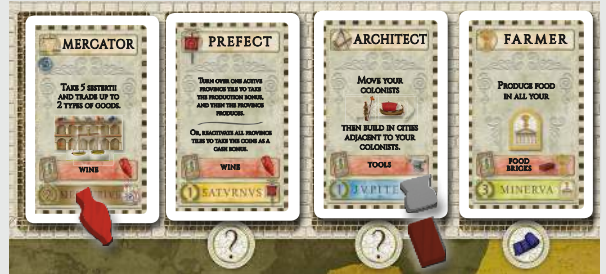 MERCATOR
TAKE 5 SESTERTII
AND TRADE UP TO
2 TYPES OF GOODS.
WINE
2
PREFECT
TURN OVER ONE ACTIVE
PROVINCE TILE TO TAKE
THE PRODUCTION BONUS,
AND THEN THE PROVINCE
PRODUCES.
OR, REACTIVATE ALL PROVINCE
TILES TO TAKE THE COINS AS A
CASH BONUS.
WINE
1 SATVRNVS
ARCHITECT
MOVE YOUR
COLONISTS
THEN BUILD IN CITIES
ADJACENT TO YOUR
COLONISTS.
TOOLS
1 JVPITE
FARMER
PRODUCE FOOD
IN ALL YOUR
FOOD
BRICKS
3 MINERVA
?
?